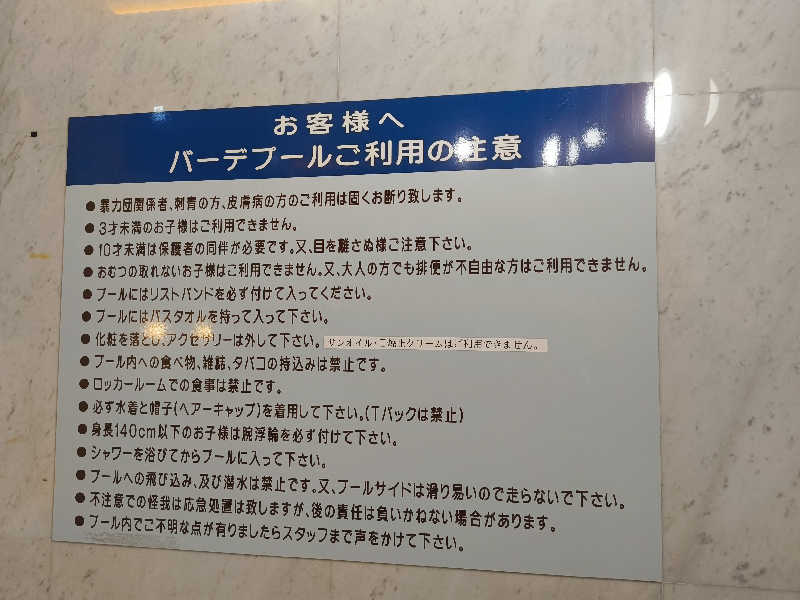 お客様へ
バーデプールご利用の注意
●暴力団関係者、刺青の方、皮膚病の方のご利用は固くお断り致します。
●3才未満のお子様はご利用できません。
●10才未満は保護者の同伴が必要です。又、目を離さぬ様ご注意下さい。
●おむつの取れないお子様はご利用できません。又、大人の方でも排便が不自由な方はご利用できません。
●プールにはリストバンドを必ず付けて入ってください。
●プールにはバスタオルを持って入って下さい。
●化粧を落とし、アクセサリーは外して下さい。サンオイル・日焼止クリームはご利用できません。
●プール内への食べ物、雑誌、タバコの持込みは禁止です。
●ロッカールームでの食事は禁止です。
●必ず水着と帽子(ヘアーキャップ)を着用して下さい。(Tバックは禁止)
●身長140cm以下のお子様は腕浮輪を必ず付けて下さい。
●シャワーを浴びてからプールに入って下さい。
●プールへの飛び込み、及び潜水は禁止です。又、プールサイドは滑り易いので走らないで下さい。
●不注意での怪我は応急処置は致しますが、後の責任は負いかねない場合があります。
●プール内でご不明な点が有りましたらスタッフまで声をかけて下さい。